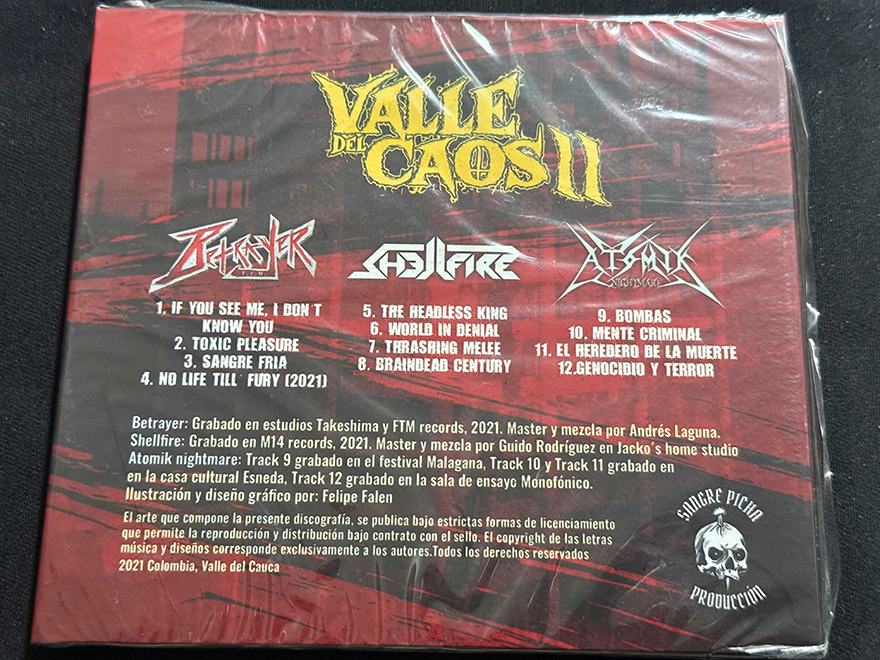 VALLE
DEL CAOS II
BETRAYER
F.T.M.
1. IF YOU SEE ME, I DON´T
KNOW YOU
2. TOXIC PLEASURE
3. SANGRE FRIA
4. NO LIFE TILL´ FURY (2021)
SHELLFIRE
5. THE HEADLESS KING
6. WORLD IN DENIAL
7. THRASHING MELEE
8. BRAINDEAD CENTURY
ATOMIK
NIGHTMARE
9. BOMBAS
10. MENTE CRIMINAL
11. EL HEREDERO DE LA MUERTE
12.GENOCIDIO Y TERROR
Betrayer: Grabado en estudios Takeshima y FTM records, 2021. Master y mezcla por Andrés Laguna.
Shellfire: Grabado en M14 records, 2021. Master y mezcla por Guido Rodríguez en Jacko´s home studio
Atomik nightmare: Track 9 grabado en el festival Malagana, Track 10 y Track 11 grabado en
en la casa cultural Esneda, Track 12 grabado en la sala de ensayo Monofónico.
Ilustración y diseño gráfico por: Felipe Falen
El arte que compone la presente discografía, se publica bajo estrictas formas de licenciamiento
que permite la reproducción y distribución bajo contrato con el sello. El copyright de las letras
música y diseños corresponde exclusivamente a los autores.Todos los derechos reservados
2021 Colombia, Valle del Cauca
SANGRE PICHA
PRODUCCIÓN